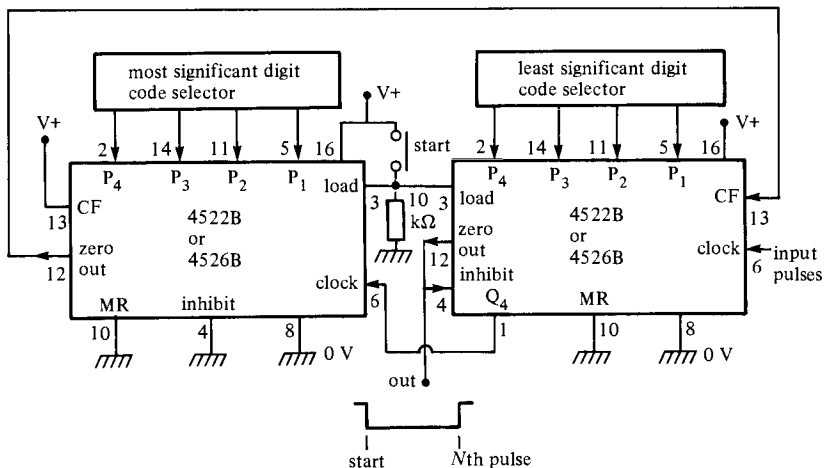 most significant digit
code selector
least significant digit
code selector
V+
V+
start
V+
2
14
11
5
16
2
14
11
5
16
P4
P3
P2
P1
load
P4
P3
P2
P1
CF
13
3
10
kΩ
3
load
CF
13
4522B
or
4526B
4522B
or
4526B
zero
out
12
zero
out
12
clock
6
input
pulses
clock
6
inhibit
4
Q4
MR
inhibit
MR
10
4
8
0 V
1
10
8
0 V
out
start
Nth pulse